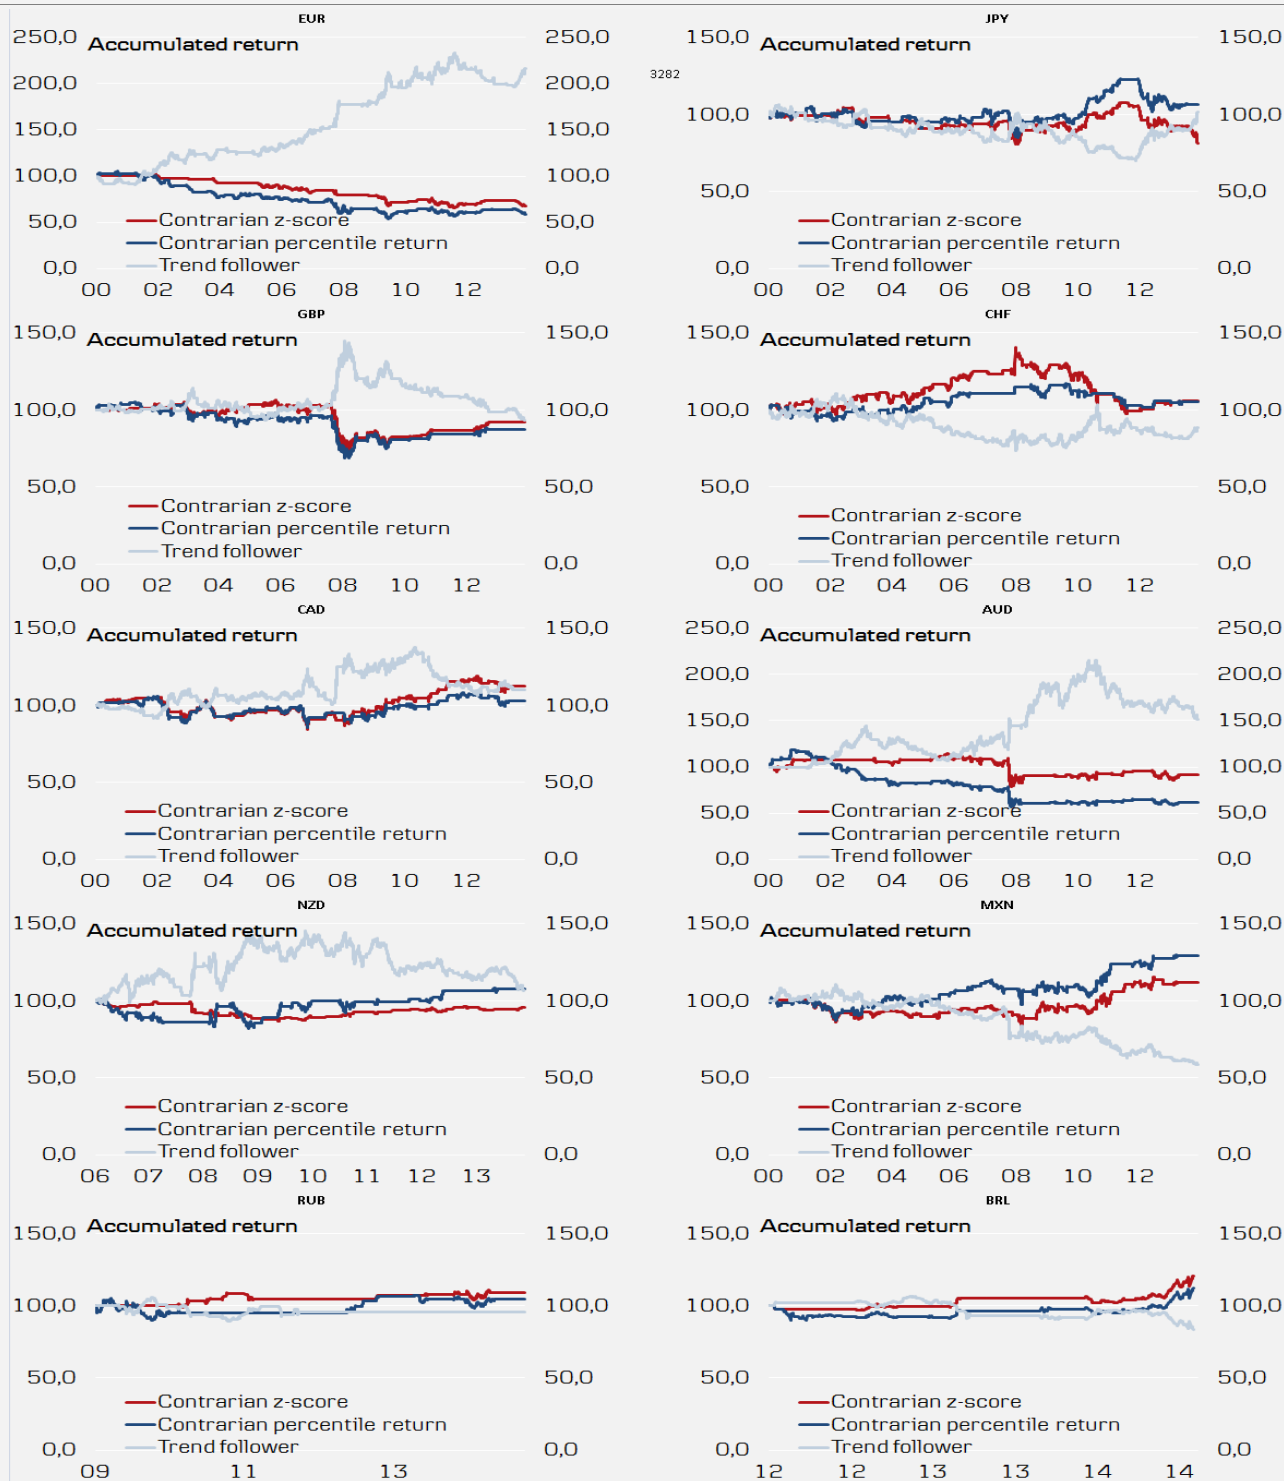 EUR
JPY
250,0 Accumulated return 250,0 150,0 Accumulated return 150,0
3282
200,0 200,0
100,0 100,0
150,0 150,0
100,0 100,0
50,0 50,0
50,0 50,0
Contrarian z-score Contrarian z-score
Contrarian percentile return Contrarian percentile return
0,0 Trend follower 0,0 0,0 Trend follower 0,0
00 02 04 06 08 10 12 00 02 04 06 08 10 12
GBP CHF
150,0 Accumulated return 150,0 150,0 Accumulated return 150,0
100,0 100,0 100,0 100,0
50,0 50,0 50,0 50,0
Contrarian z-score Contrarian z-score
Contrarian percentile return Contrarian percentile return
Trend follower Trend follower
0,0 0,0 0,0 0,0
00 02 04 06 08 10 12 00 02 04 06 08 10 12
CAD AUD
150,0 Accumulated return 150,0 250,0 Accumulated return 250,0
200,0 200,0
100,0 100,0
150,0 150,0
100,0 100,0
50,0 50,0
50,0 50,0
Contrarian z-score Contrarian z-score
Contrarian percentile return Contrarian percentile return
0,0 Trend follower 0,0 0,0 Trend follower 0,0
00 02 04 06 08 10 12 00 02 04 06 08 10 12
NZD MXN
150,0 Accumulated return 150,0 150,0 Accumulated return 150,0
100,0 100,0 100,0 100,0
50,0 50,0 50,0 50,0
Contrarian z-score Contrarian z-score
Contrarian percentile return Contrarian percentile return
Trend follower Trend follower
0,0 0,0 0,0 0,0
06 07 08 09 10 11 12 13 00 02 04 06 08 10 12
RUB BRL
150,0 Accumulated return 150,0 150,0 Accumulated return 150,0
100,0 100,0 100,0 100,0
50,0 50,0 50,0 50,0
Contrarian z-score Contrarian z-score
Contrarian percentile return Contrarian percentile return
0,0 Trend follower 0,0 0,0 Trend follower 0,0
09 11 13 12 12 13 13 14 14